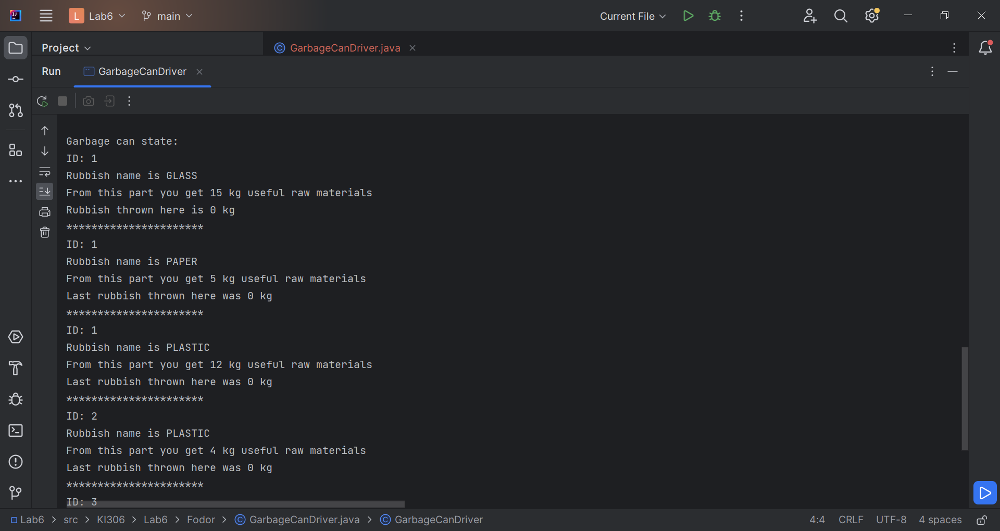 L Lab6 main Current File
Project GarbageCanDriver.java
Run GarbageCanDriver
Garbage can state:
ID: 1
Rubbish name is GLASS
From this part you get 15 kg useful raw materials
Rubbish thrown here is 0 kg
**********************
ID: 1
Rubbish name is PAPER
From this part you get 5 kg useful raw materials
Last rubbish thrown here was 0 kg
**********************
ID: 1
Rubbish name is PLASTIC
From this part you get 12 kg useful raw materials
Last rubbish thrown here was 0 kg
**********************
ID: 2
Rubbish name is PLASTIC
From this part you get 4 kg useful raw materials
Last rubbish thrown here was 0 kg
**********************
ID: 3
Lab6 > src > KI306 > Lab6 > Fodor > GarbageCanDriver.java > GarbageCanDriver 4:4 CRLF UTF-8 4 spaces